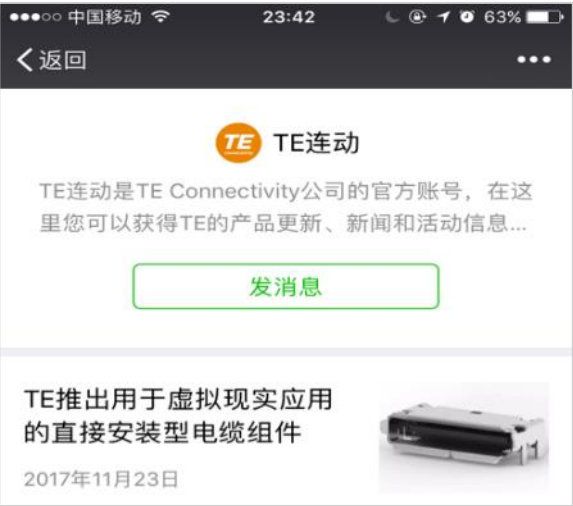 中国移动 23:42 63%
返回
TE TE连动
TE连动是TE Connectivity公司的官方账号，在这
里您可以获得TE的产品更新、新闻和活动信息...
发消息
TE推出用于虚拟现实应用
的直接安装型电缆组件
2017年11月23日